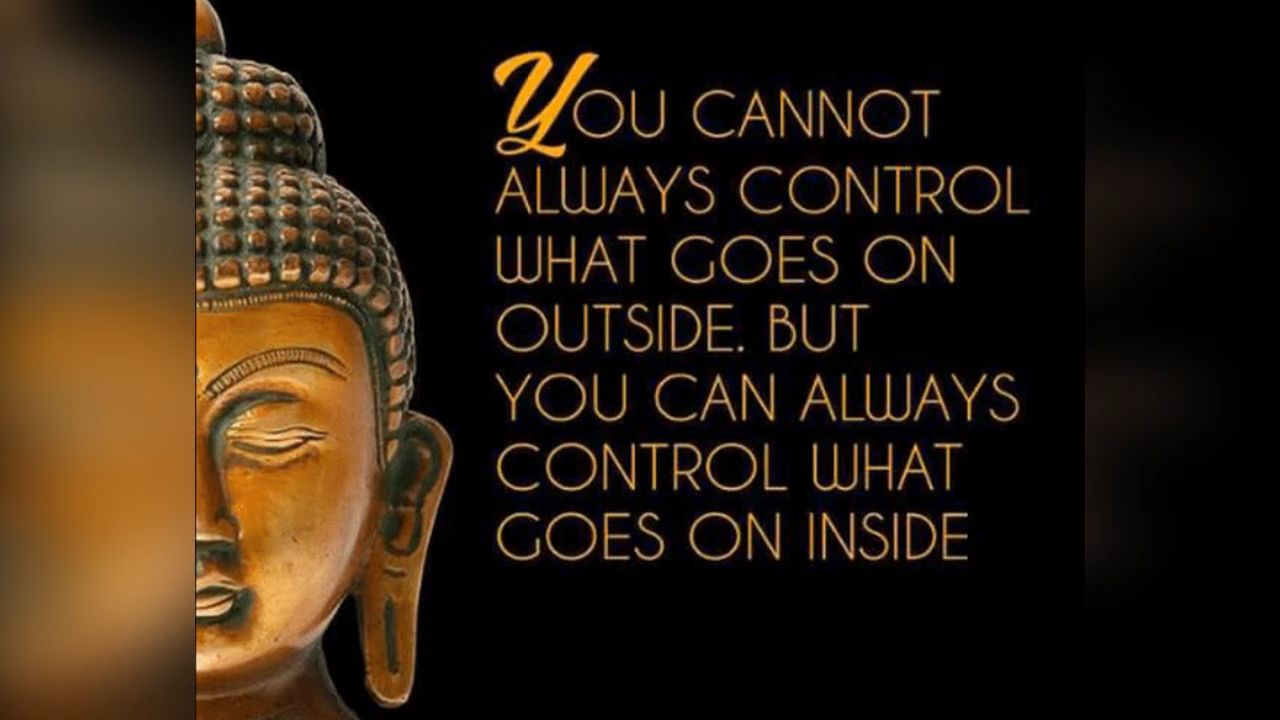 YOU CANNOT
ALWAYS CONTROL
WHAT GOES ON
OUTSIDE. BUT
YOU CAN ALWAYS
CONTROL WHAT
GOES ON INSIDE